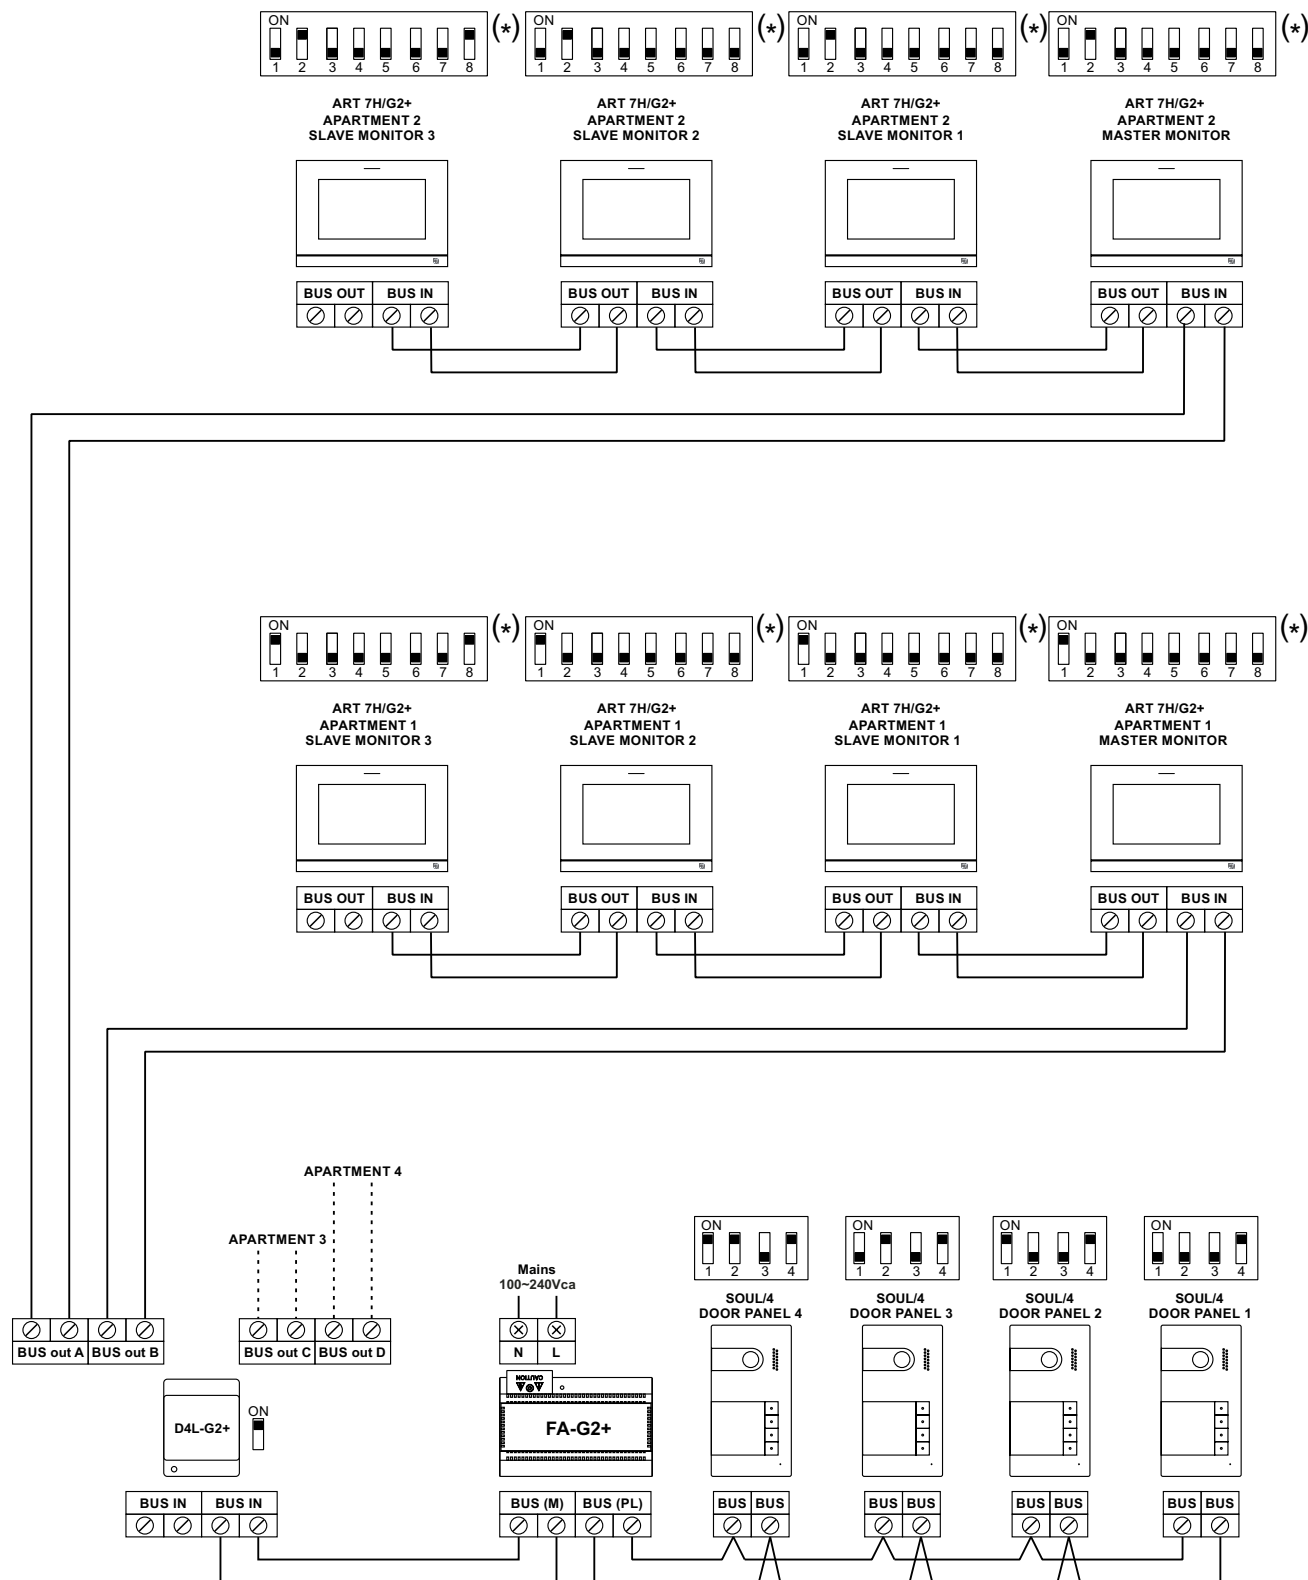 ON (*) ON (*) ON (*) ON (*)
1 2 3 4 5 6 7 8 1 2 3 4 5 6 7 8 1 2 3 4 5 6 7 8 1 2 3 4 5 6 7 8
ART 7H/G2+ ART 7H/G2+ ART 7H/G2+ ART 7H/G2+
APARTMENT 2 APARTMENT 2 APARTMENT 2 APARTMENT 2
SLAVE MONITOR 3 SLAVE MONITOR 2 SLAVE MONITOR 1 MASTER MONITOR
BUS OUT BUS IN BUS OUT BUS IN BUS OUT BUS IN BUS OUT BUS IN
ON (*) ON (*) ON (*) ON (*)
1 2 3 4 5 6 7 8 1 2 3 4 5 6 7 8 1 2 3 4 5 6 7 8 1 2 3 4 5 6 7 8
ART 7H/G2+ ART 7H/G2+ ART 7H/G2+ ART 7H/G2+
APARTMENT 1 APARTMENT 1 APARTMENT 1 APARTMENT 1
SLAVE MONITOR 3 SLAVE MONITOR 2 SLAVE MONITOR 1 MASTER MONITOR
BUS OUT BUS IN BUS OUT BUS IN BUS OUT BUS IN BUS OUT BUS IN
APARTMENT 4
APARTMENT 3
ON ON ON ON
1 2 3 4 1 2 3 4 1 2 3 4 1 2 3 4
Mains
100~240Vca
SOUL/4 SOUL/4 SOUL/4 SOUL/4
DOOR PANEL 4 DOOR PANEL 3 DOOR PANEL 2 DOOR PANEL 1
BUS out A BUS out B BUS out C BUS out D N L
CAUTION
ON
D4L-G2+ FA-G2+
BUS IN BUS IN BUS (M) BUS (PL) BUS BUS BUS BUS BUS BUS BUS BUS